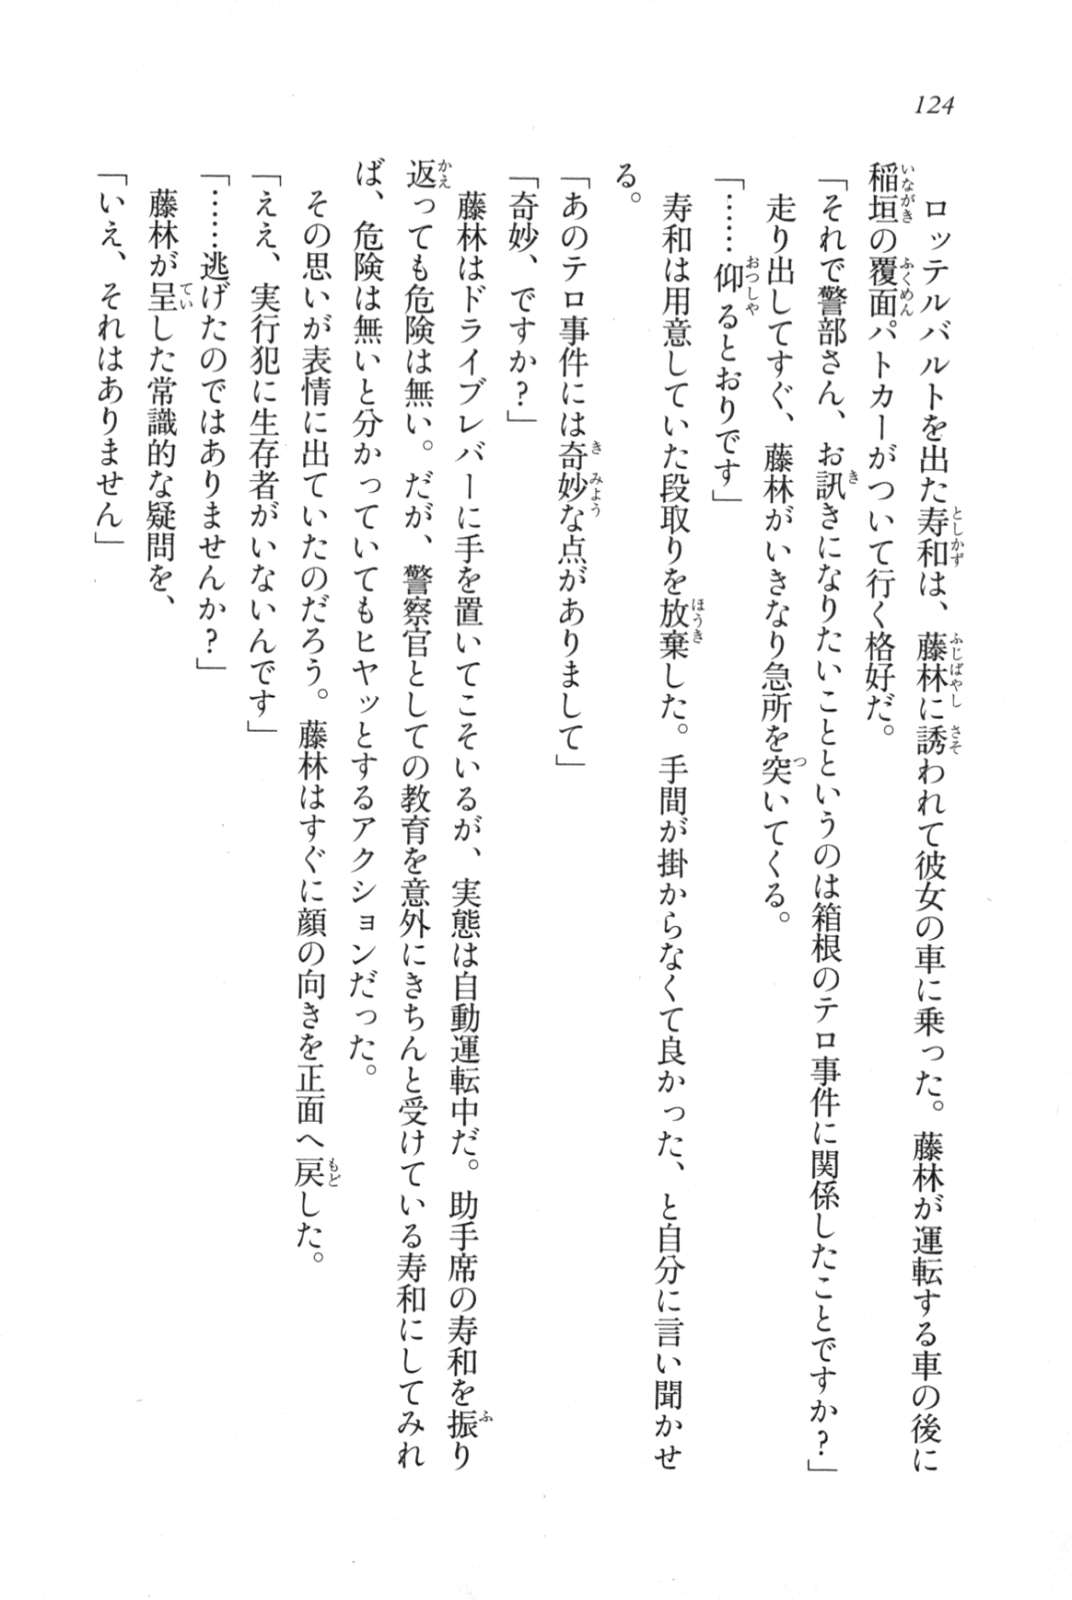 124
ロッテルバルトを出た寿和は、藤林に誘われて彼女の車に乗った。藤林が運転する車の後に
稲垣の覆面パトカーがついて行く格好だ。
「それで警部さん、お訊きになりたいことというのは箱根のテロ事件に関係したことですか？」
走り出してすぐ、藤林がいきなり急所を突いてくる。
「……仰るとおりです」
寿和は用意していた段取りを放棄した。手間が掛からなくて良かった、と自分に言い聞かせ
る。
「あのテロ事件には奇妙な点がありまして」
「奇妙、ですか？」
藤林はドライブレバーに手を置いてこそいるが、実態は自動運転中だ。助手席の寿和を振り
返っても危険は無い。だが、警察官としての教育を意外にきちんと受けている寿和にしてみれ
ば、危険は無いと分かっていてもヒヤッとするアクションだった。
その思いが表情に出ていたのだろう。藤林はすぐに顔の向きを正面へ戻した。
「ええ、実行犯に生存者がいないんです」
「……逃げたのではありませんか？」
藤林が呈した常識的な疑問を、
「いえ、それはありません」